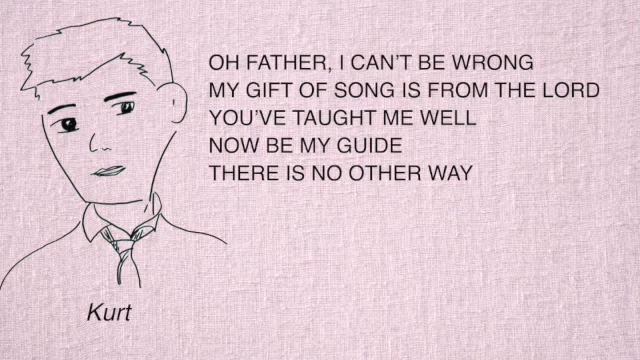 OH FATHER, I CAN'T BE WRONG
MY GIFT OF SONG IS FROM THE LORD
YOU'VE TAUGHT ME WELL
NOW BE MY GUIDE
THERE IS NO OTHER WAY
Kurt